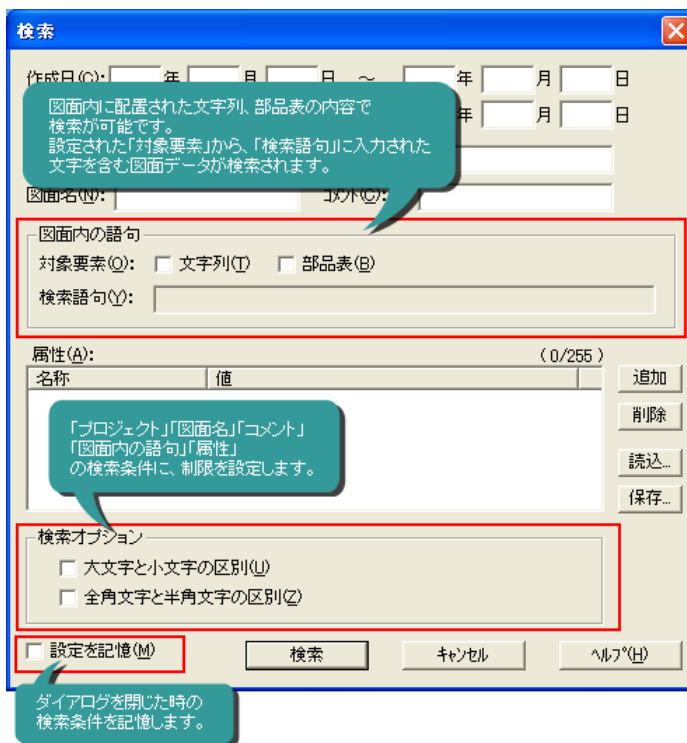 検索
作成日(C): 年 月 日 ～ 年 月 日
年 月 日
図面内に配置された文字列、部品表の内容で
検索が可能です。
設定された「対象要素」から、「検索語句」に入力された
文字を含む図面データが検索されます。
図面名(N): コメント(C):
図面内の語句
対象要素(O): 文字列(T) 部品表(B)
検索語句(Y):
属性(A): (0/255)
名称 値
追加
削除
読込...
保存...
「プロジェクト」「図面名」「コメント」
「図面内の語句」「属性」
の検索条件に、制限を設定します。
検索オプション
大文字と小文字の区別(U)
全角文字と半角文字の区別(Z)
設定を記憶(M) 検索 キャンセル ヘルプ(H)
ダイアログを閉じた時の
検索条件を記憶します。